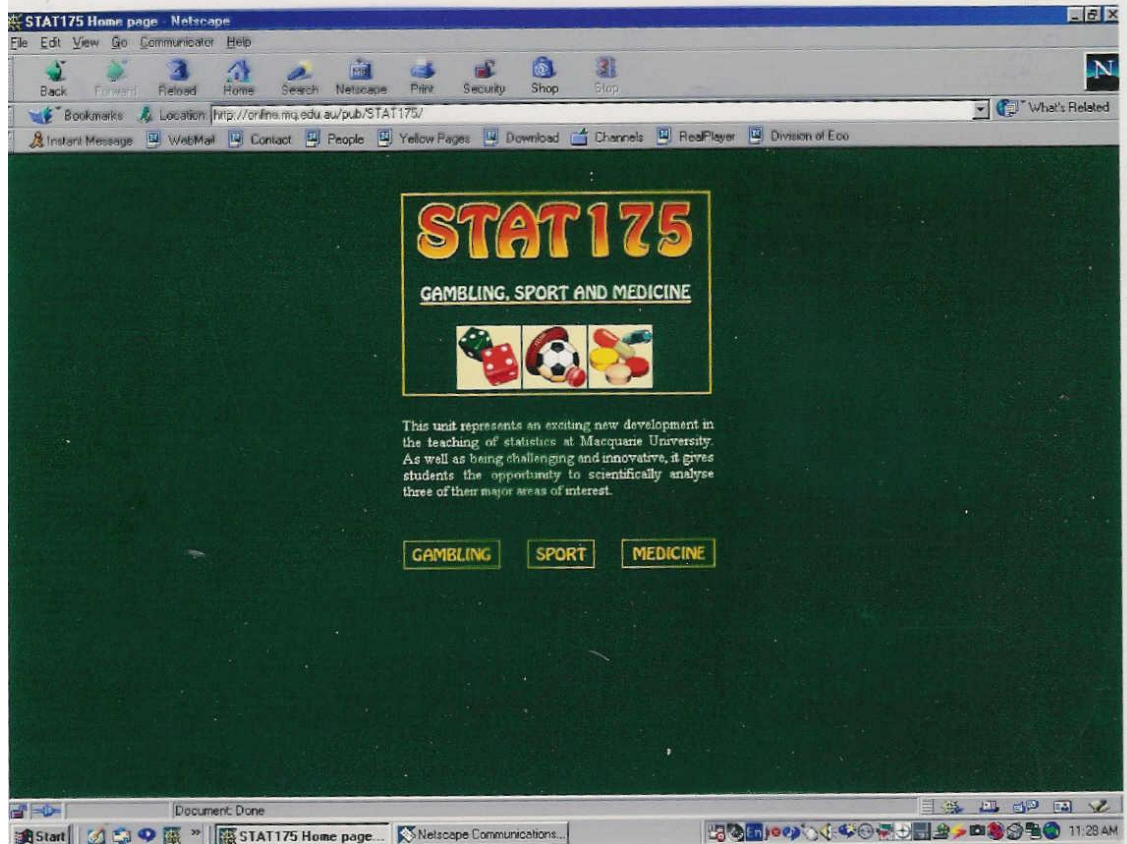 STAT175 Home page - Netscape
File Edit View Go Communicator Help
Back Forward Reload Home Search Netscape Print Security Shop Stop
Bookmarks Location: http://online.mq.edu.au/pub/STAT175/ What's Related
Instant Message WebMail Contact People Yellow Pages Download Channels RealPlayer Division of Eco
STAT175
GAMBLING, SPORT AND MEDICINE
This unit represents an exciting new development in
the teaching of statistics at Macquarie University.
As well as being challenging and innovative, it gives
students the opportunity to scientifically analyse
three of their major areas of interest.
GAMBLING SPORT MEDICINE
Document: Done
Start » STAT175 Home page... Netscape Communications... En 11:28 AM